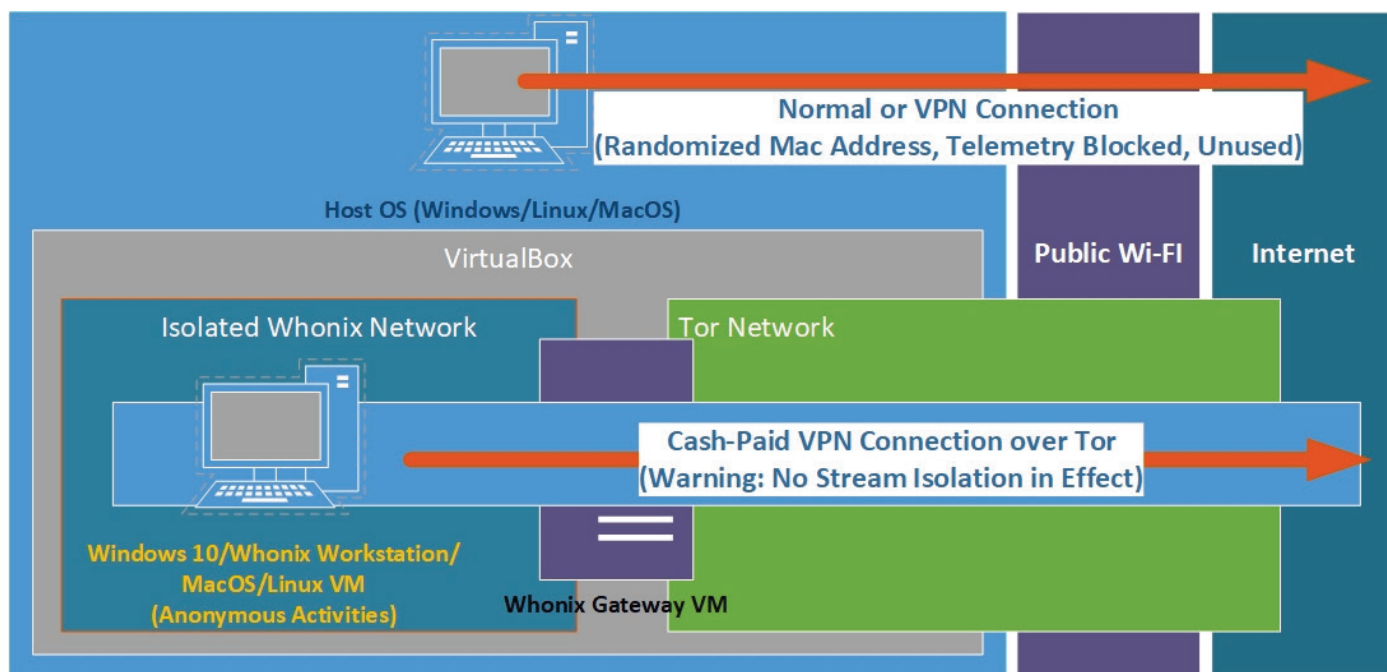 Normal or VPN Connection
(Randomized Mac Address, Telemetry Blocked, Unused)
Host OS (Windows/Linux/MacOS)
VirtualBox
Public Wi-FI
Internet
Isolated Whonix Network
Tor Network
Cash-Paid VPN Connection over Tor
(Warning: No Stream Isolation in Effect)
Windows 10/Whonix Workstation/
MacOS/Linux VM
(Anonymous Activities)
Whonix Gateway VM